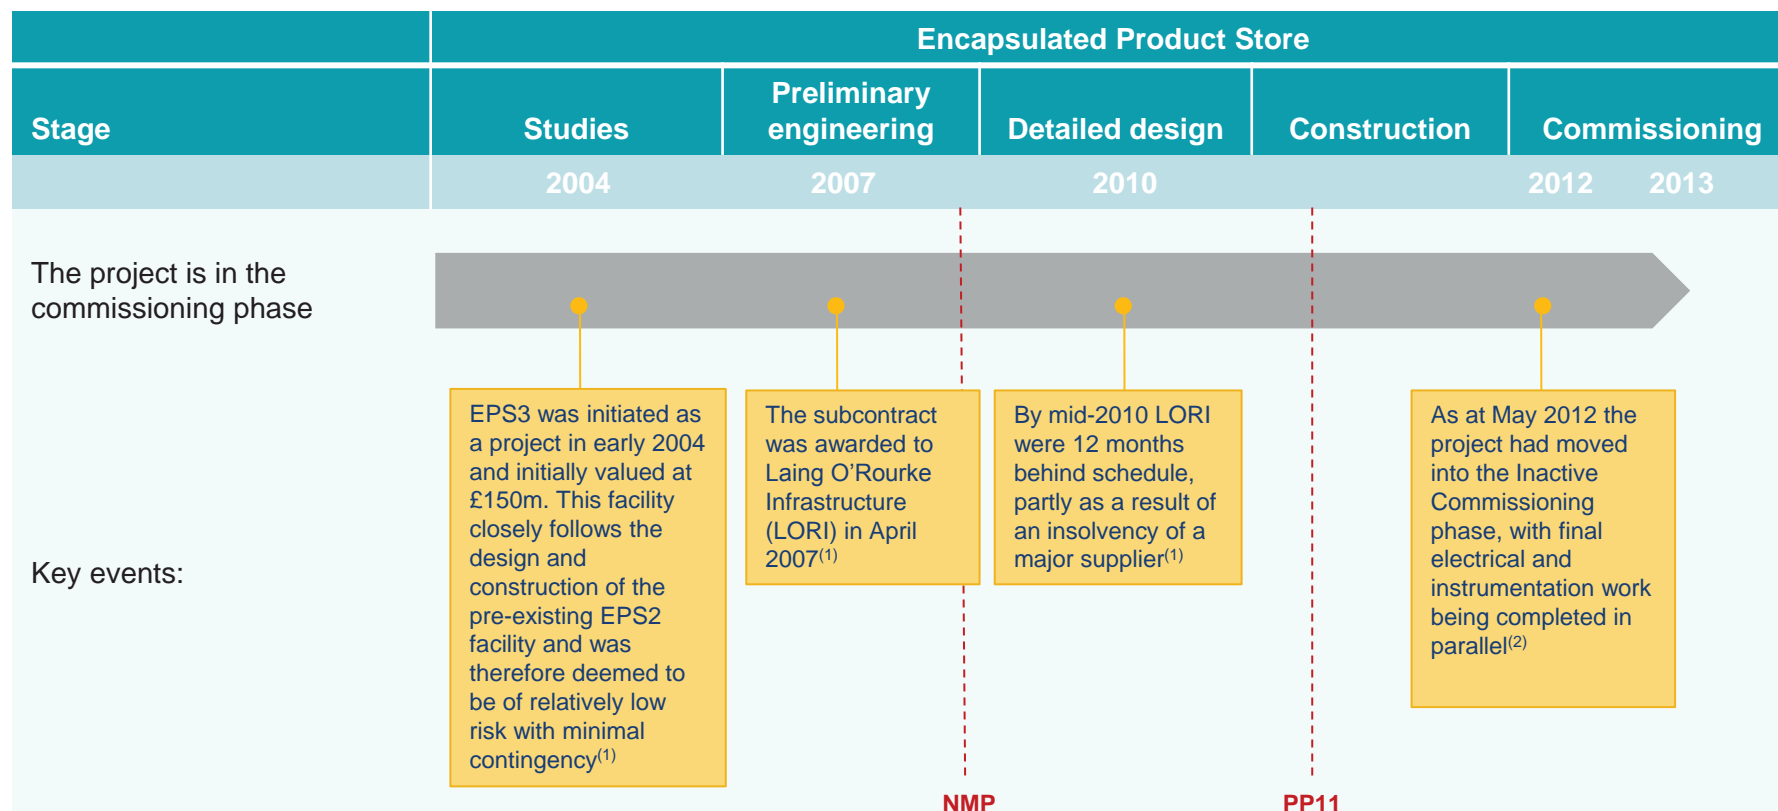 Encapsulated Product Store
Stage
Studies
Preliminary
engineering
Detailed design
Construction
Commissioning
2004
2007
2010
2012
2013
The project is in the
commissioning phase
Key events:
EPS3 was initiated as
a project in early 2004
and initially valued at
£150m. This facility
closely follows the
design and
construction of the
pre-existing EPS2
facility and was
therefore deemed to
be of relatively low
risk with minimal
contingency(1)
The subcontract
was awarded to
Laing O’Rourke
Infrastructure
(LORI) in April
2007(1)
By mid-2010 LORI
were 12 months
behind schedule,
partly as a result of
an insolvency of a
major supplier(1)
As at May 2012 the
project had moved
into the Inactive
Commissioning
phase, with final
electrical and
instrumentation work
being completed in
parallel(2)
NMP
PP11